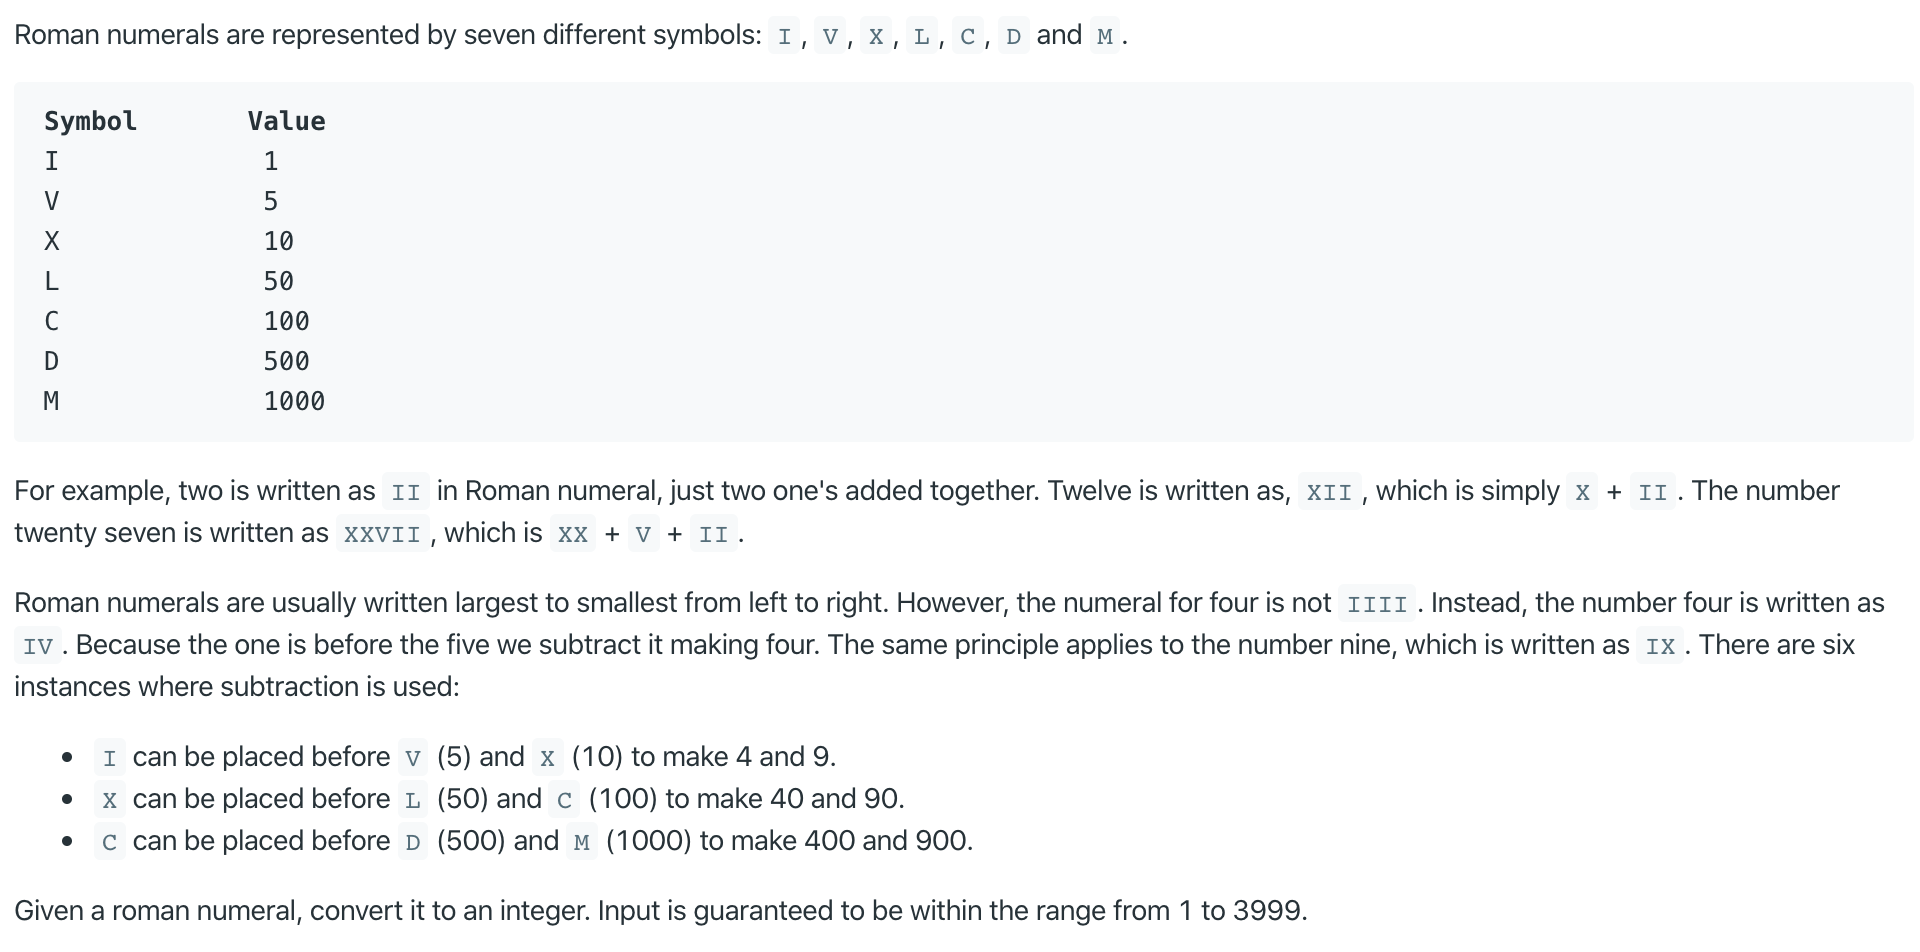 Roman numerals are represented by seven different symbols: I, V, X, L, C, D and M.
Symbol Value
I 1
V 5
X 10
L 50
C 100
D 500
M 1000
For example, two is written as II in Roman numeral, just two one's added together. Twelve is written as, XII, which is simply X + II. The number
twenty seven is written as XXVII, which is XX + V + II.
Roman numerals are usually written largest to smallest from left to right. However, the numeral for four is not IIII. Instead, the number four is written as
IV. Because the one is before the five we subtract it making four. The same principle applies to the number nine, which is written as IX. There are six
instances where subtraction is used:
• I can be placed before V (5) and X (10) to make 4 and 9.
• X can be placed before L (50) and C (100) to make 40 and 90.
• C can be placed before D (500) and M (1000) to make 400 and 900.
Given a roman numeral, convert it to an integer. Input is guaranteed to be within the range from 1 to 3999.